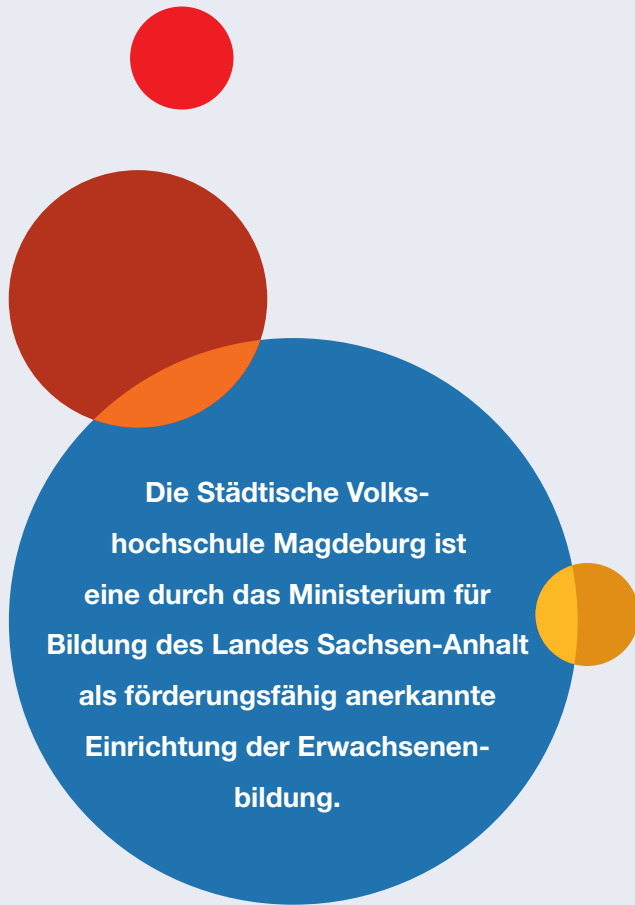 Die Städtische Volks-
hochschule Magdeburg ist
eine durch das Ministerium für
Bildung des Landes Sachsen-Anhalt
als förderungsfähig anerkannte
Einrichtung der Erwachsenen-
bildung.